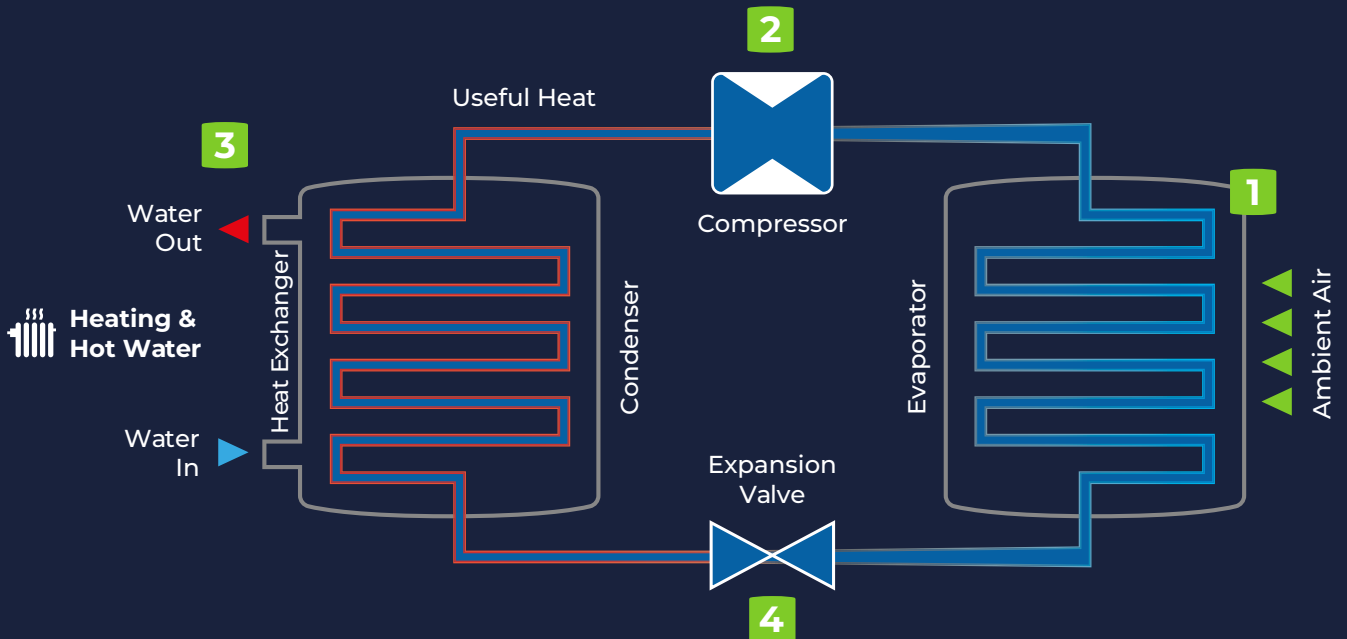 2
Useful Heat
3
Compressor
1
Water
Out
Heat Exchanger
Condenser
Evaporator
Ambient Air
Heating &
Hot Water
Water
In
Expansion
Valve
4